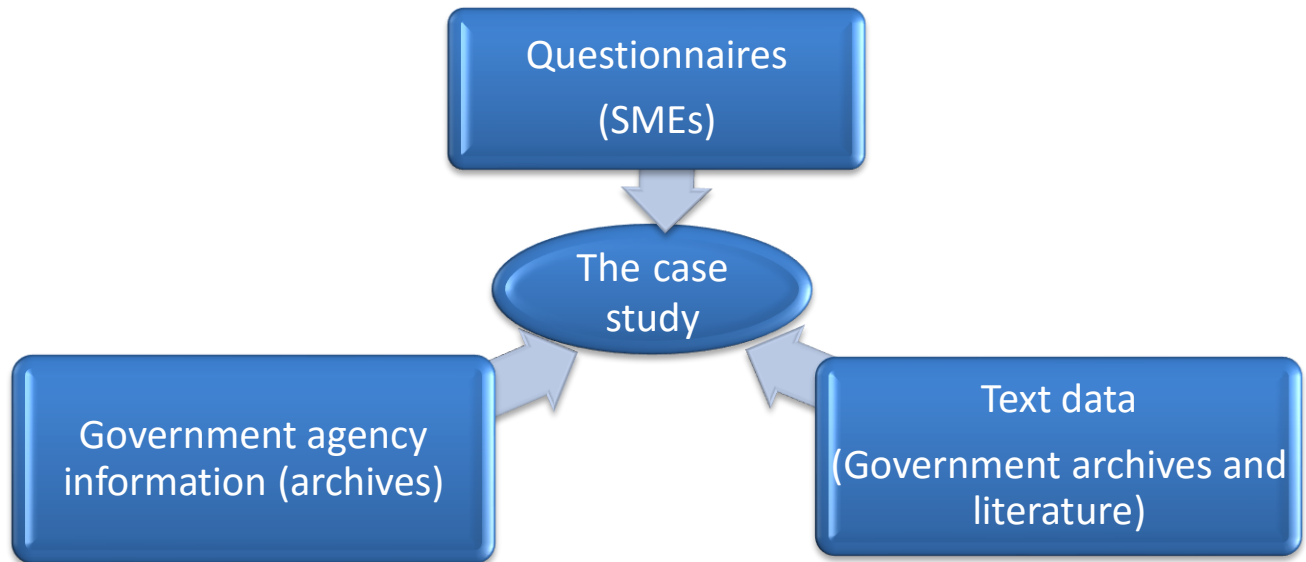 Questionnaires
(SMEs)
The case
study
Government agency
information (archives)
Text data
(Government archives and
literature)